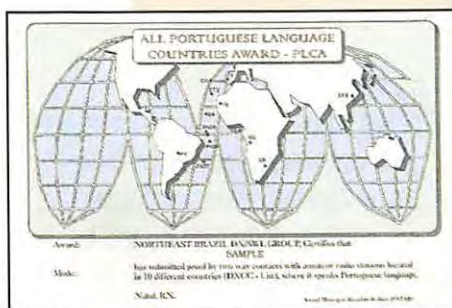 ALL PORTUGUESE LANGUAGE
COUNTRIES AWARD - PLCA
Award:
NORTHEAST BRAZIL DX/SWL GROUP, Certifies that
SAMPLE
Mode:
has submitted proof by two way contacts with amateur radio stations located
in 10 different countries (DXCC - List), where it speaks Portuguese language.
Natal, RN,